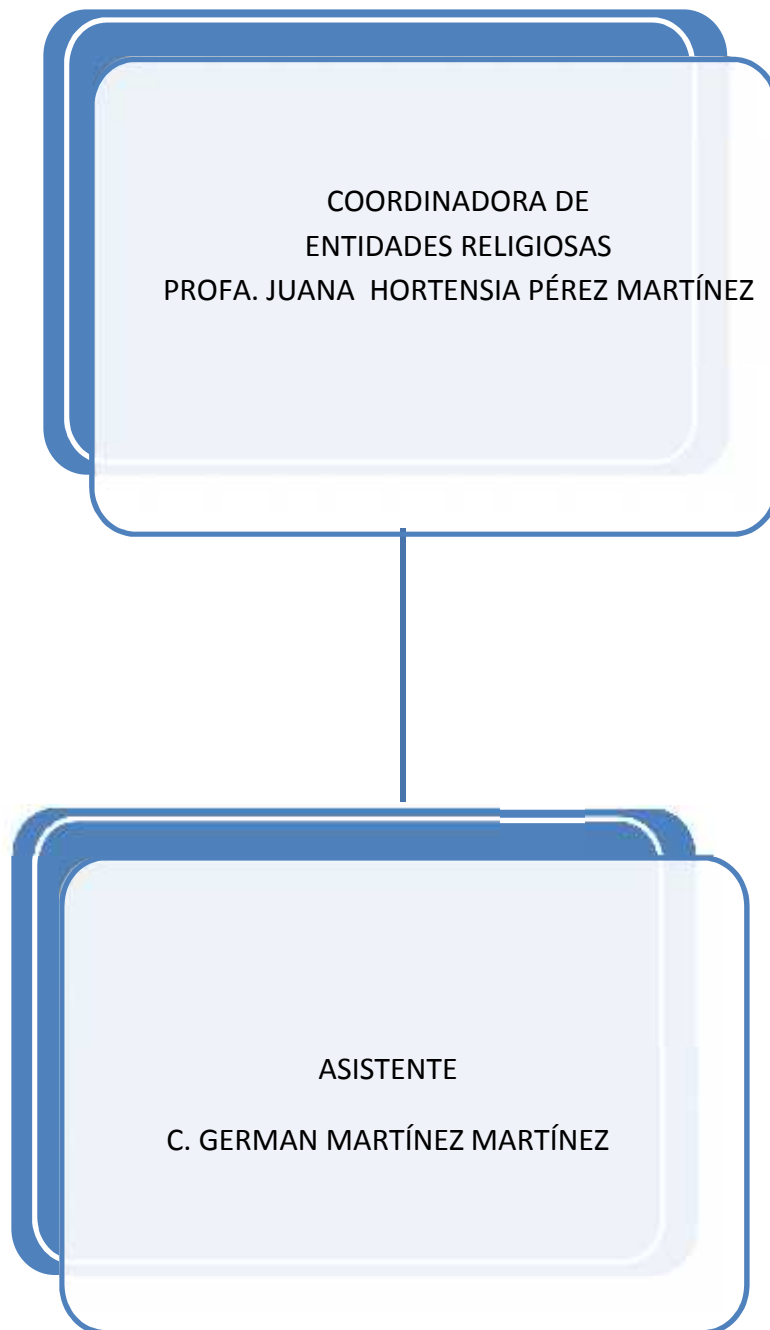 COORDINADORA DE
ENTIDADES RELIGIOSAS
PROFA. JUANA  HORTENSIA PÉREZ MARTÍNEZ
ASISTENTE
C. GERMAN MARTÍNEZ MARTÍNEZ